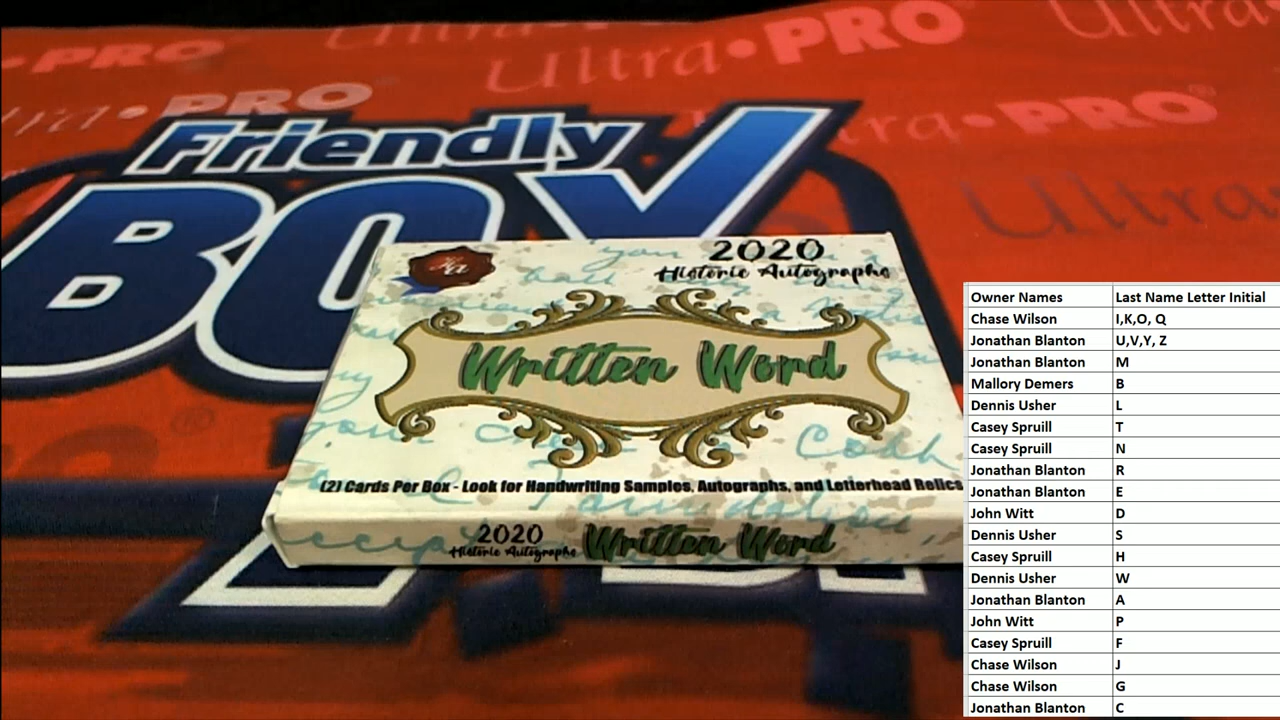 Ultra•PRO
PRO
Ultra•PRO®
Ultra•PRO®
Ultra
Friendly
BOX
2020
Historic Autographs
HA
Written Word
(2) Cards Per Box - Look for Handwriting Samples, Autographs, and Letterhead Relics
2020
Historic Autographs
Written Word
Owner Names Last Name Letter Initial
Chase Wilson I,K,O, Q
Jonathan Blanton U,V,Y, Z
Jonathan Blanton M
Mallory Demers B
Dennis Usher L
Casey Spruill T
Casey Spruill N
Jonathan Blanton R
Jonathan Blanton E
John Witt D
Dennis Usher S
Casey Spruill H
Dennis Usher W
Jonathan Blanton A
John Witt P
Casey Spruill F
Chase Wilson J
Chase Wilson G
Jonathan Blanton C